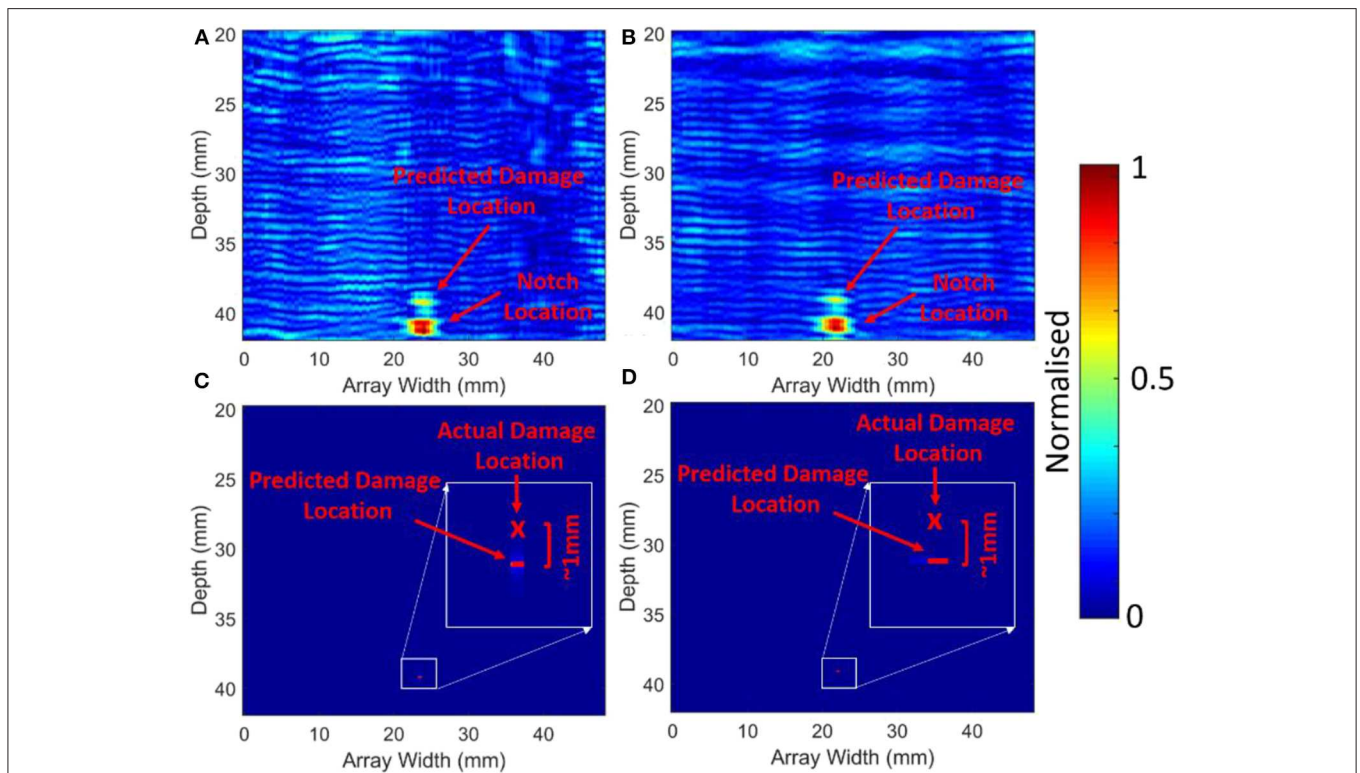 A
20
25
30
35
40
Depth (mm)
Predicted Damage
Location
Notch
Location
0 10 20 30 40
Array Width (mm)
B
20
25
30
35
40
Depth (mm)
Predicted Damage
Location
Notch
Location
0 10 20 30 40
Array Width (mm)
C
20
25
30
35
40
Depth (mm)
Actual Damage
Location
Predicted Damage
Location
X
~1mm
0 10 20 30 40
Array Width (mm)
D
20
25
30
35
40
Depth (mm)
Actual Damage
Location
Predicted Damage
Location
X
~1mm
0 10 20 30 40
Array Width (mm)
Normalised
1
0.5
0